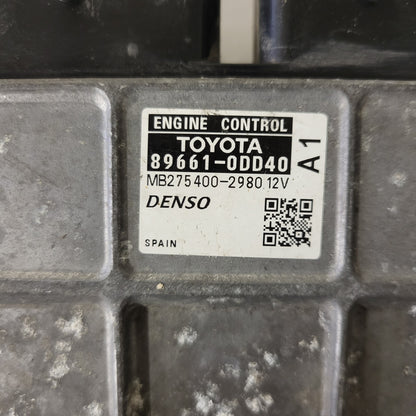 ENGINE CONTROL
TOYOTA
89661-0DD40
A1
MB275400-2980 12V
DENSO
SPAIN